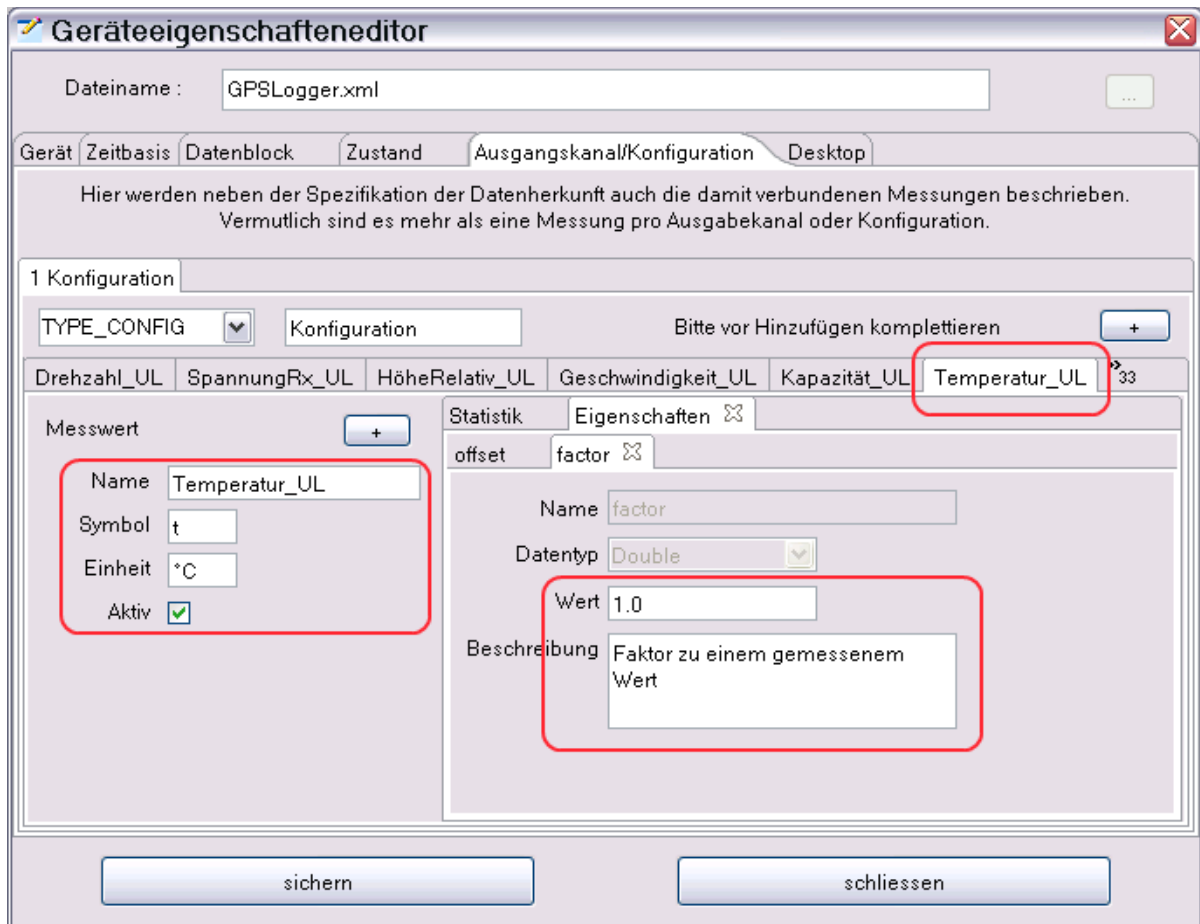 Geräteeigenschafteneditor
Dateiname : GPSLogger.xml ...
Gerät Zeitbasis Datenblock Zustand Ausgangskanal/Konfiguration Desktop
Hier werden neben der Spezifikation der Datenherkunft auch die damit verbundenen Messungen beschrieben.
Vermutlich sind es mehr als eine Messung pro Ausgabekanal oder Konfiguration.
1 Konfiguration
TYPE_CONFIG Konfiguration Bitte vor Hinzufügen komplettieren +
Drehzahl_UL SpannungRx_UL HöheRelativ_UL Geschwindigkeit_UL Kapazität_UL Temperatur_UL »33
Messwert +
Name Temperatur_UL
Symbol t
Einheit °C
Aktiv
Statistik Eigenschaften
offset factor
Name factor
Datentyp Double
Wert 1.0
Beschreibung Faktor zu einem gemessenem
Wert
sichern schliessen